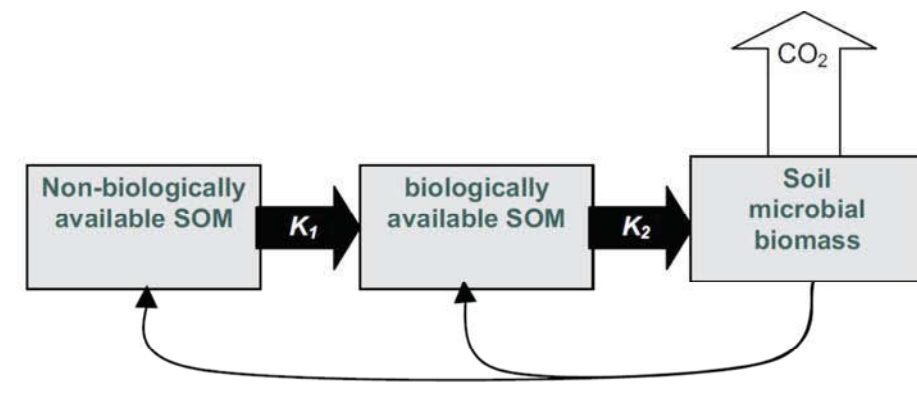 CO₂
Non-biologically
available SOM
K₁
biologically
available SOM
K₂
Soil
microbial
biomass